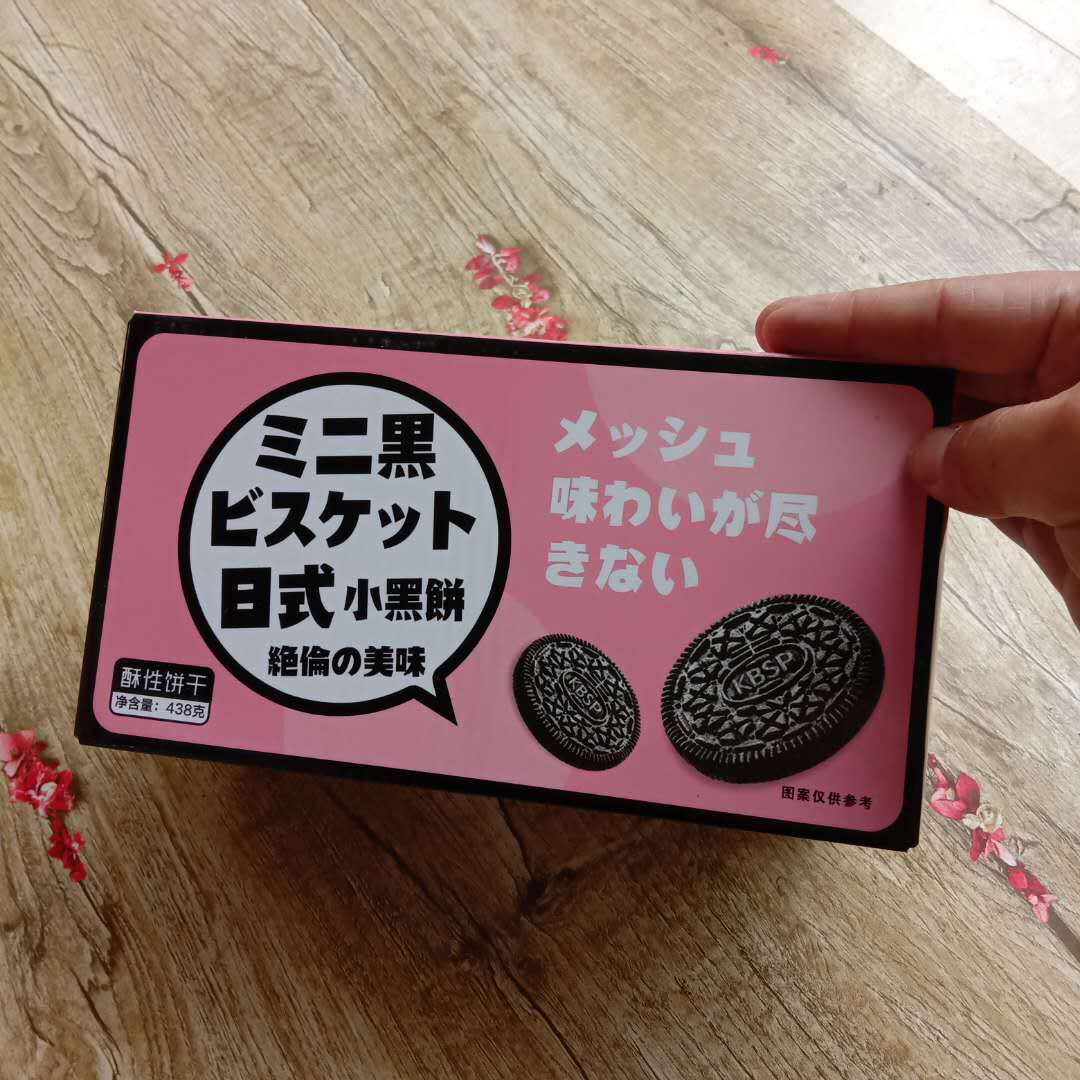 ミニ黒
ビスケット
日式 小黑餅
絶倫の美味
酥性饼干
净含量：438克
メッシュ
味わいが尽
きない
KBSP
KBSP
图案仅供参考